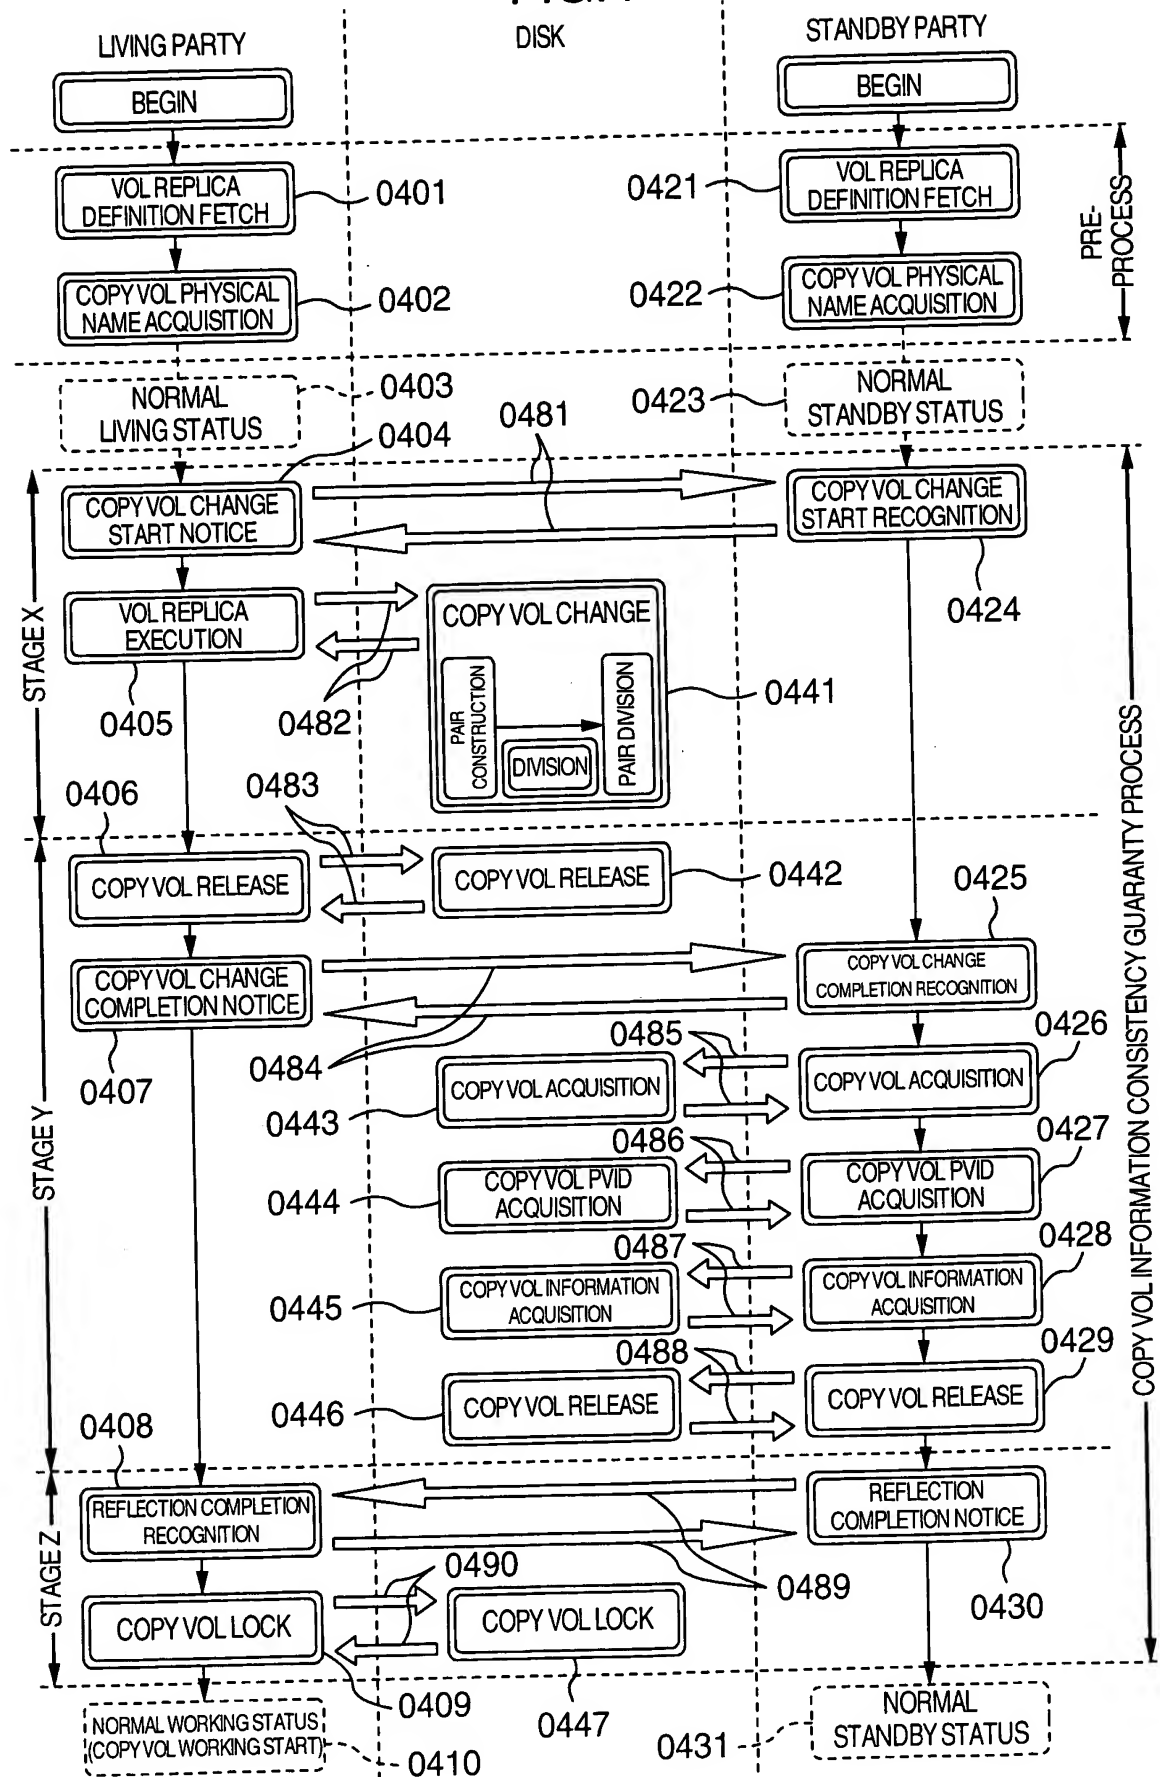 LIVING PARTY
DISK
STANDBY PARTY
BEGIN
BEGIN
VOL REPLICA
DEFINITION FETCH
0401
0421
VOL REPLICA
DEFINITION FETCH
PRE-
PROCESS
COPY VOL PHYSICAL
NAME ACQUISITION
0402
0422
COPY VOL PHYSICAL
NAME ACQUISITION
NORMAL
LIVING STATUS
0403
0423
NORMAL
STANDBY STATUS
0404
0481
STAGE X
COPY VOL CHANGE
START NOTICE
COPY VOL CHANGE
START RECOGNITION
0424
VOL REPLICA
EXECUTION
0405
0482
COPY VOL CHANGE
PAIR
CONSTRUCTION
DIVISION
PAIR DIVISION
0441
COPY VOL INFORMATION CONSISTENCY GUARANTY PROCESS
0406
0483
STAGE Y
COPY VOL RELEASE
COPY VOL RELEASE
0442
0425
COPY VOL CHANGE
COMPLETION NOTICE
COPY VOL CHANGE
COMPLETION RECOGNITION
0407
0484
0485
0426
COPY VOL ACQUISITION
COPY VOL ACQUISITION
0443
0486
0427
COPY VOL PVID
ACQUISITION
COPY VOL PVID
ACQUISITION
0444
0487
0428
COPY VOL INFORMATION
ACQUISITION
COPY VOL INFORMATION
ACQUISITION
0445
0488
0429
COPY VOL RELEASE
COPY VOL RELEASE
0446
0408
STAGE Z
REFLECTION COMPLETION
RECOGNITION
REFLECTION
COMPLETION NOTICE
0490
0489
0430
COPY VOL LOCK
COPY VOL LOCK
0409
0447
NORMAL WORKING STATUS
(COPY VOL WORKING START)
0410
0431
NORMAL
STANDBY STATUS